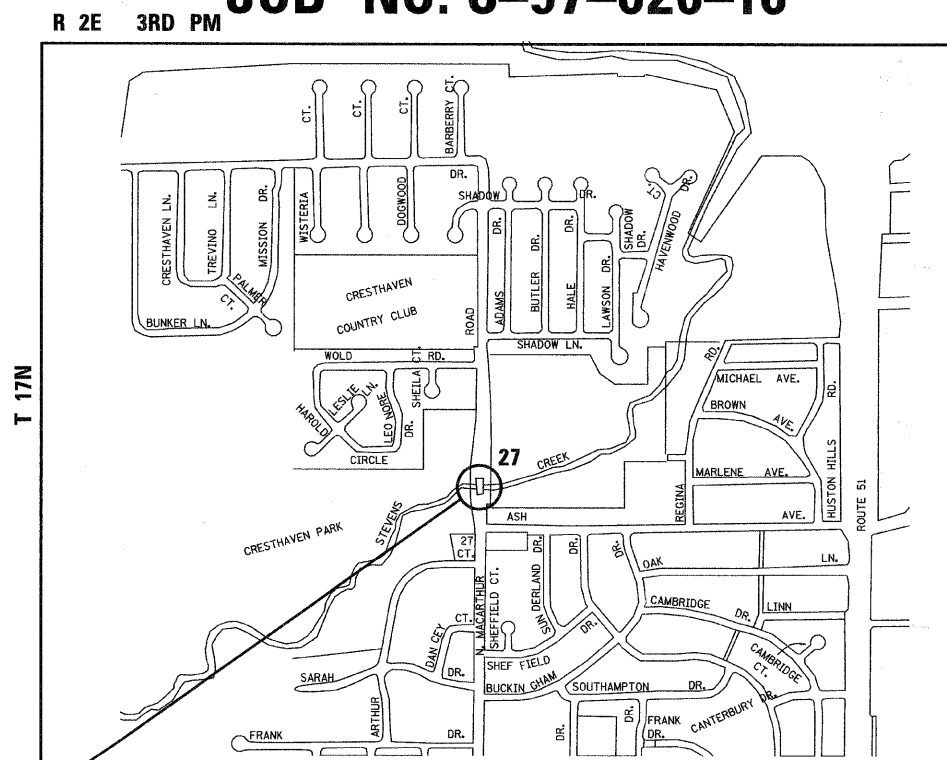 R 2E 3RD PM
T 17N
CT.
CT.
CT.
BARBERRY CT.
DR.
SHADOW DR.
CT.
DR.
CRESTHAVEN LN.
TREVINO LN.
MISSION DR.
WISTERIA
DOGWOOD
SHADOW DR.
HAVENWOOD
ADAMS DR.
BUTLER DR.
HALE DR.
LAWSON DR.
PALMER CT.
BUNKER LN.
CRESTHAVEN
COUNTRY CLUB
ROAD
SHADOW LN.
WOLD RD.
SHEILA CT.
LESLIE LN.
LEONORE DR.
HAROLD
CIRCLE
RD.
MICHAEL AVE.
BROWN AVE.
RD.
HUSTON HILLS
MARLENE AVE.
REGINA
ROUTE 51
27
CREEK
STEVENS
CRESTHAVEN PARK
ASH AVE.
27 CT.
N. MACARTHUR
SHEFFIELD CT.
SUNDERLAND DR.
DR.
DR.
OAK LN.
CAMBRIDGE DR.
LINN
CAMBRIDGE CT.
DAN CEY CT.
DR.
SHEF FIELD DR.
BUCKIN GHAM
SARAH DR.
SOUTHAMPTON DR.
CANTERBURY DR.
ARTHUR
FRANK DR.
DR.
DR.
FRANK DR.